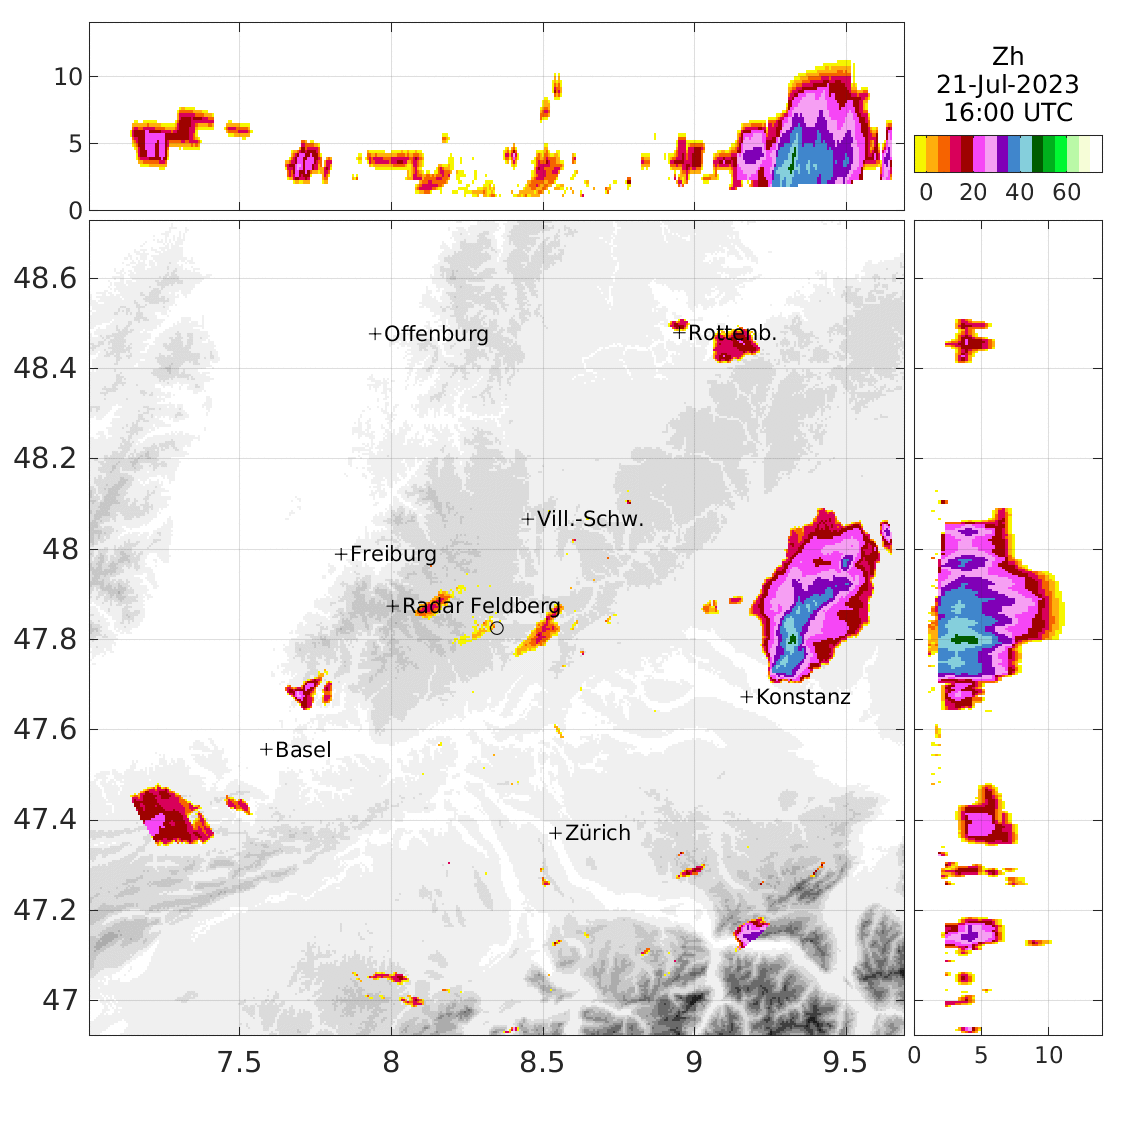 Zh
21-Jul-2023
16:00 UTC
10
5
0
0 20 40 60
48.6
48.4
48.2
48
47.8
47.6
47.4
47.2
47
+Offenburg
+Rottenb.
+Vill.-Schw.
+Freiburg
+Radar Feldberg
+Konstanz
+Basel
+Zürich
7.5 8 8.5 9 9.5
0 5 10